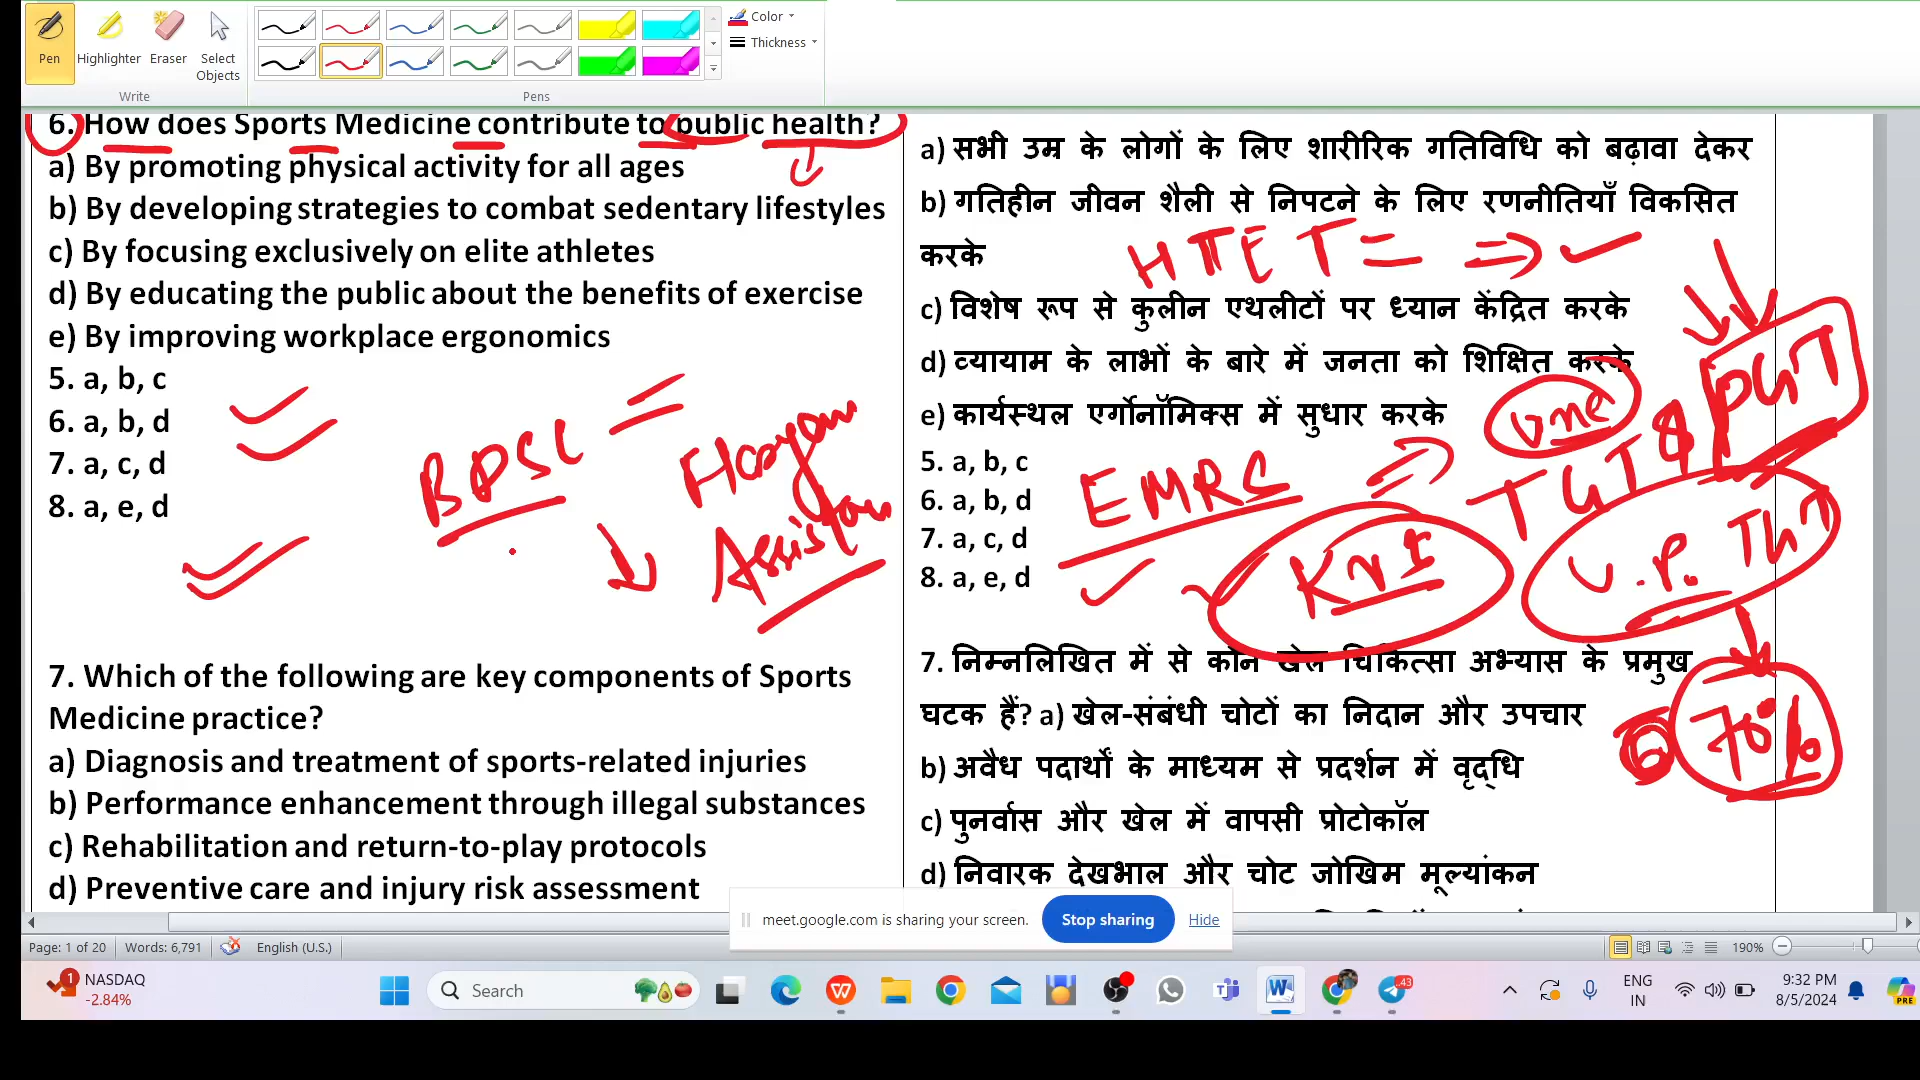 Pen
Highlighter
Eraser
Select
Objects
Write
Pens
Color
Thickness
6. How does Sports Medicine contribute to public health?
a) By promoting physical activity for all ages
b) By developing strategies to combat sedentary lifestyles
c) By focusing exclusively on elite athletes
d) By educating the public about the benefits of exercise
e) By improving workplace ergonomics
5. a, b, c
6. a, b, d
7. a, c, d
8. a, e, d
BPSC
7. Which of the following are key components of Sports
Medicine practice?
a) Diagnosis and treatment of sports-related injuries
b) Performance enhancement through illegal substances
c) Rehabilitation and return-to-play protocols
d) Preventive care and injury risk assessment
a) सभी उम्र के लोगों के लिए शारीरिक गतिविधि को बढ़ावा देकर
b) गतिहीन जीवन शैली से निपटने के लिए रणनीतियाँ विकसित
करके
HTET
c) विशेष रूप से कुलीन एथलीटों पर ध्यान केंद्रित करके
d) व्यायाम के लाभों के बारे में जनता को शिक्षित करके
e) कार्यस्थल एर्गोनॉमिक्स में सुधार करके
PGT
5. a, b, c
6. a, b, d
7. a, c, d
8. a, e, d
EMRS
TGT &
U.P. TGT
7. निम्नलिखित में से कौन खेल चिकित्सा अभ्यास के प्रमुख
घटक हैं? a) खेल-संबंधी चोटों का निदान और उपचार
70%
b) अवैध पदार्थों के माध्यम से प्रदर्शन में वृद्धि
c) पुनर्वास और खेल में वापसी प्रोटोकॉल
d) निवारक देखभाल और चोट जोखिम मूल्यांकन
meet.google.com is sharing your screen.
Stop sharing
Hide
Page: 1 of 20
Words: 6,791
English (U.S.)
190%
1
NASDAQ
-2.84%
Search
43
ENG
IN
9:32 PM
8/5/2024
PRE